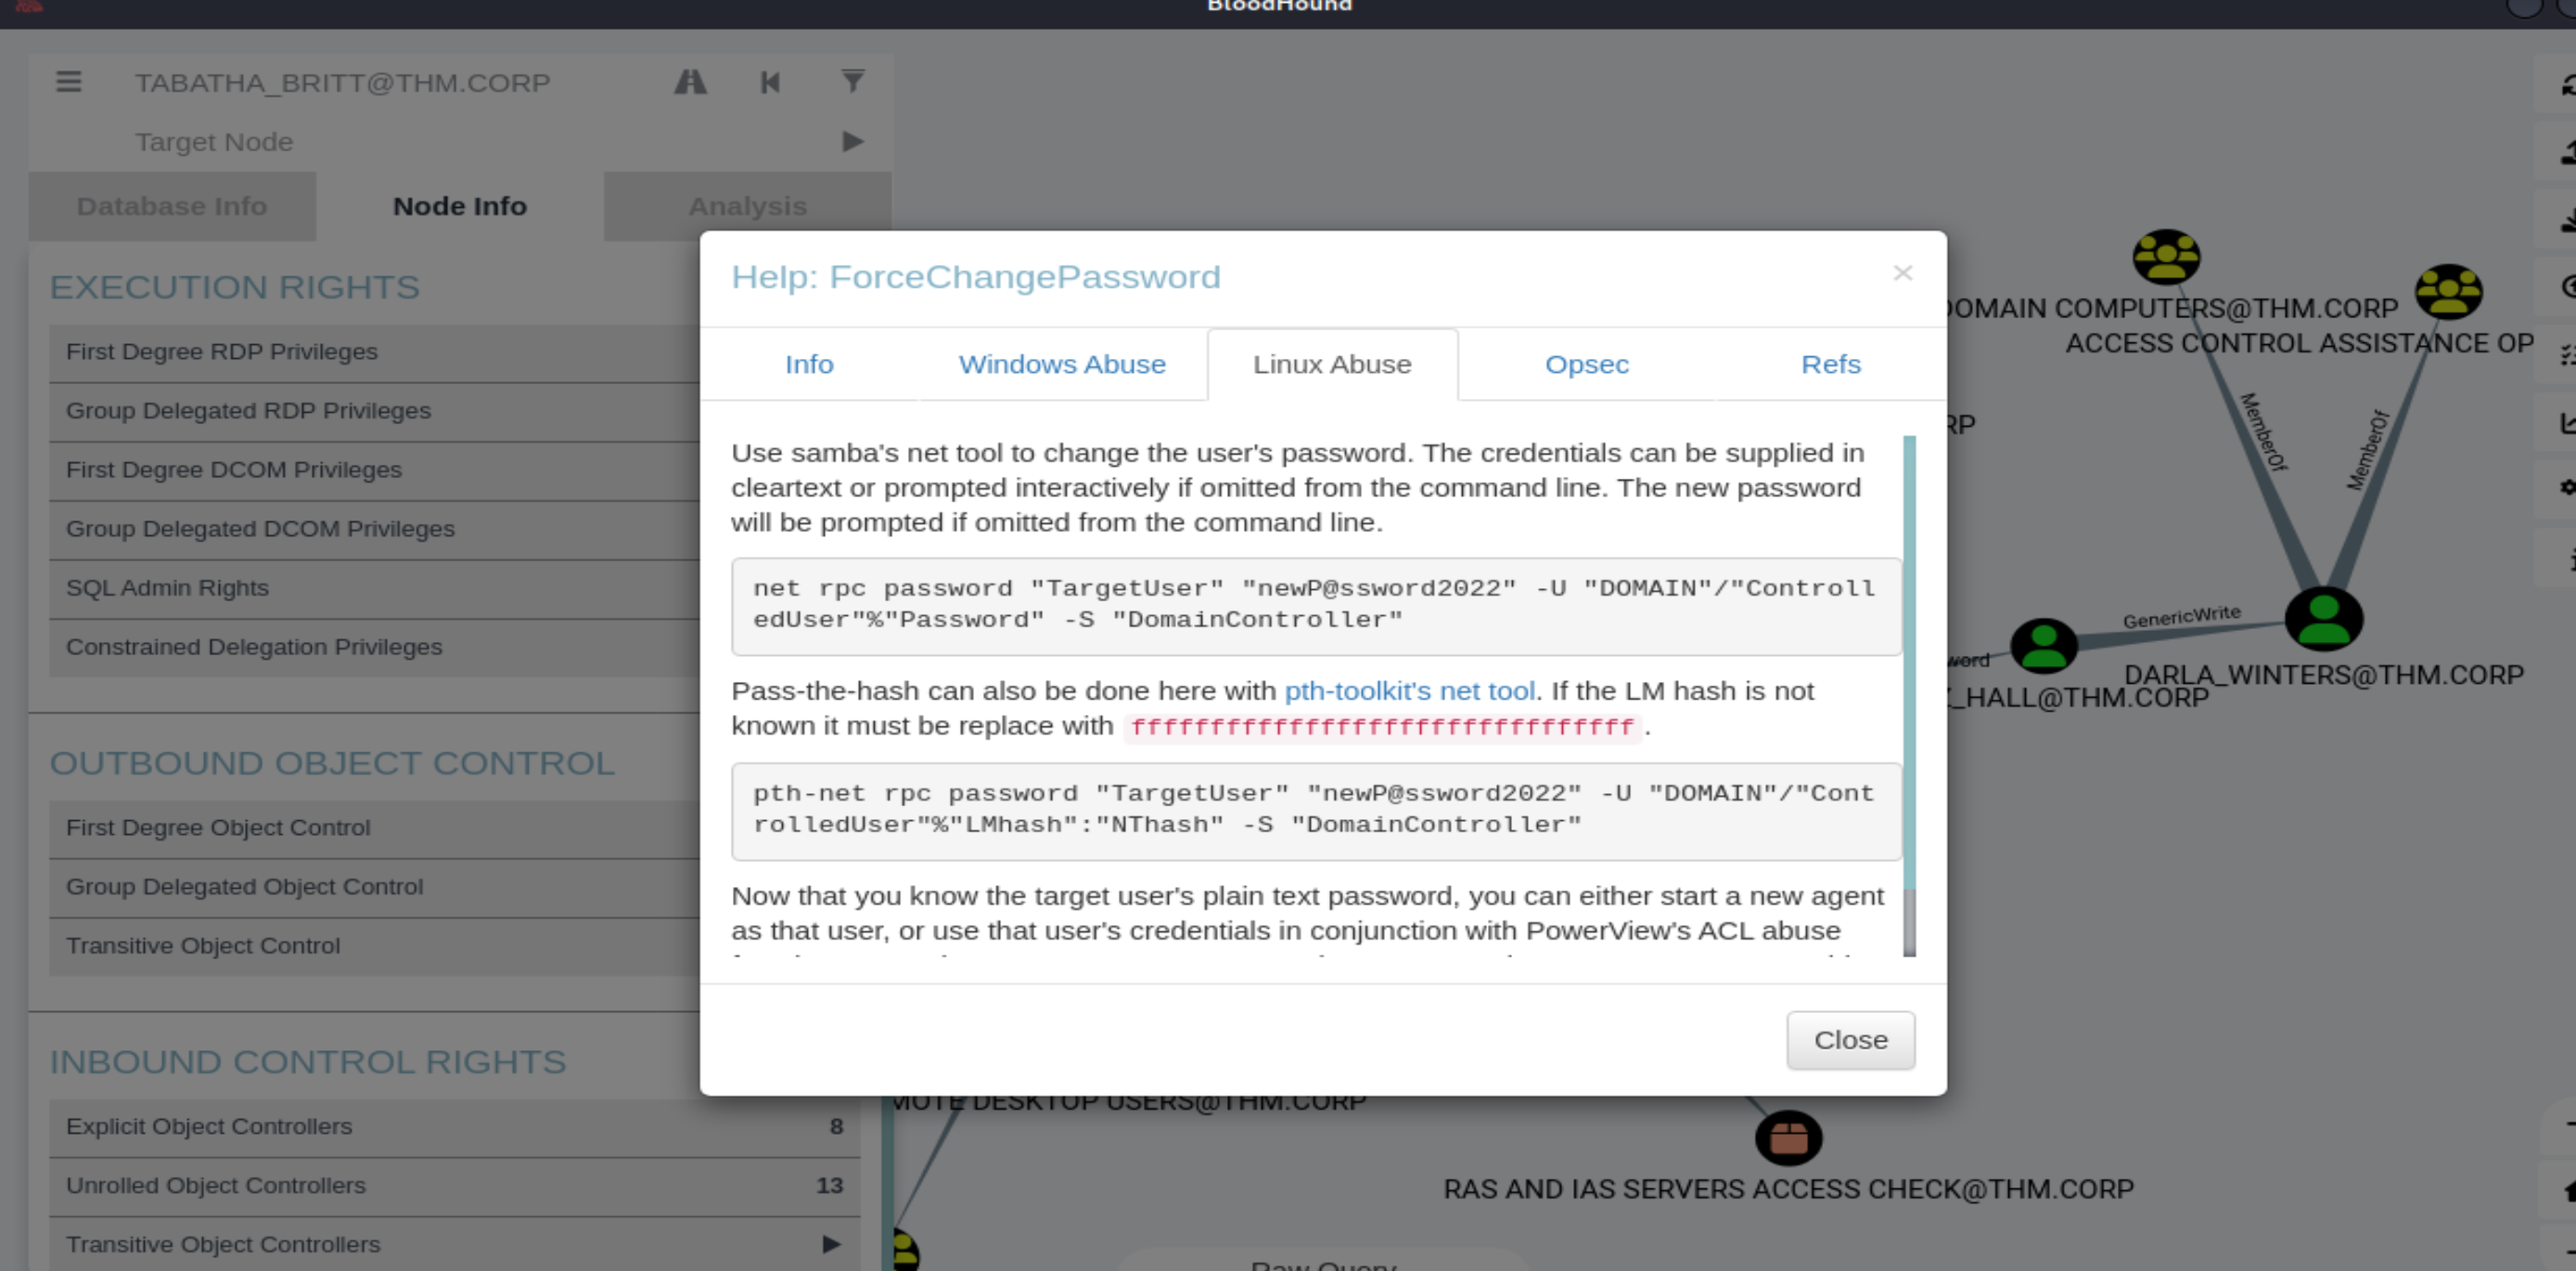 BloodHound
TABATHA_BRITT@THM.CORP
Target Node
Database Info
Node Info
Analysis
EXECUTION RIGHTS
First Degree RDP Privileges
Group Delegated RDP Privileges
First Degree DCOM Privileges
Group Delegated DCOM Privileges
SQL Admin Rights
Constrained Delegation Privileges
OUTBOUND OBJECT CONTROL
First Degree Object Control
Group Delegated Object Control
Transitive Object Control
INBOUND CONTROL RIGHTS
Explicit Object Controllers 8
Unrolled Object Controllers 13
Transitive Object Controllers
Help: ForceChangePassword
×
Info
Windows Abuse
Linux Abuse
Opsec
Refs
Use samba's net tool to change the user's password. The credentials can be supplied in
cleartext or prompted interactively if omitted from the command line. The new password
will be prompted if omitted from the command line.
net rpc password "TargetUser" "newP@ssword2022" -U "DOMAIN"/"Controll
edUser"%"Password" -S "DomainController"
Pass-the-hash can also be done here with pth-toolkit's net tool. If the LM hash is not
known it must be replace with ffffffffffffffffffffffffffffffff.
pth-net rpc password "TargetUser" "newP@ssword2022" -U "DOMAIN"/"Cont
rolledUser"%"LMhash":"NThash" -S "DomainController"
Now that you know the target user's plain text password, you can either start a new agent
as that user, or use that user's credentials in conjunction with PowerView's ACL abuse
Close
DOMAIN COMPUTERS@THM.CORP
ACCESS CONTROL ASSISTANCE OP
RP
MemberOf
MemberOf
GenericWrite
word
DARLA_WINTERS@THM.CORP
_HALL@THM.CORP
MOTE DESKTOP USERS@THM.CORP
RAS AND IAS SERVERS ACCESS CHECK@THM.CORP
Raw Query